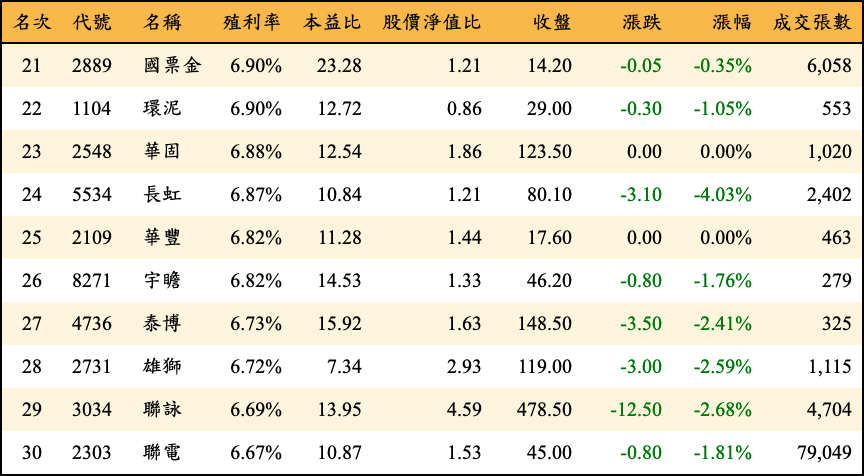 名次 代號 名稱 殖利率 本益比 股價淨值比 收盤 漲跌 漲幅 成交張數
21 2889 國票金 6.90% 23.28 1.21 14.20 -0.05 -0.35% 6,058
22 1104 環泥 6.90% 12.72 0.86 29.00 -0.30 -1.05% 553
23 2548 華固 6.88% 12.54 1.86 123.50 0.00 0.00% 1,020
24 5534 長虹 6.87% 10.84 1.21 80.10 -3.10 -4.03% 2,402
25 2109 華豐 6.82% 11.28 1.44 17.60 0.00 0.00% 463
26 8271 宇瞻 6.82% 14.53 1.33 46.20 -0.80 -1.76% 279
27 4736 泰博 6.73% 15.92 1.63 148.50 -3.50 -2.41% 325
28 2731 雄獅 6.72% 7.34 2.93 119.00 -3.00 -2.59% 1,115
29 3034 聯詠 6.69% 13.95 4.59 478.50 -12.50 -2.68% 4,704
30 2303 聯電 6.67% 10.87 1.53 45.00 -0.80 -1.81% 79,049